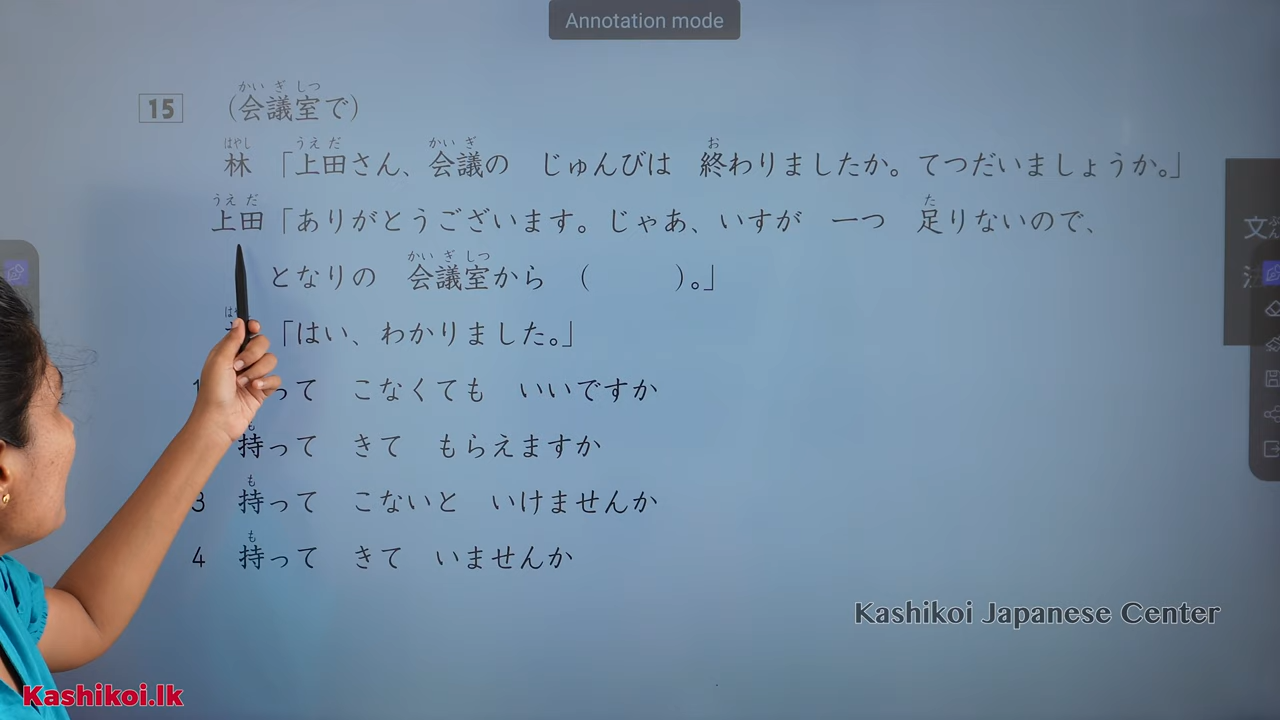 Annotation mode
15 (会議室で)
林 「上田さん、会議の じゅんびは 終わりましたか。てつだいましょうか。」
上田「ありがとうございます。じゃあ、いすが 一つ 足りないので、
となりの 会議室から ( )。」
「はい、わかりました。」
1 って こなくても いいですか
持って きて もらえますか
3 持って こないと いけませんか
4 持って きて いませんか
文
法
Kashikoi Japanese Center
Kashikoi.lk